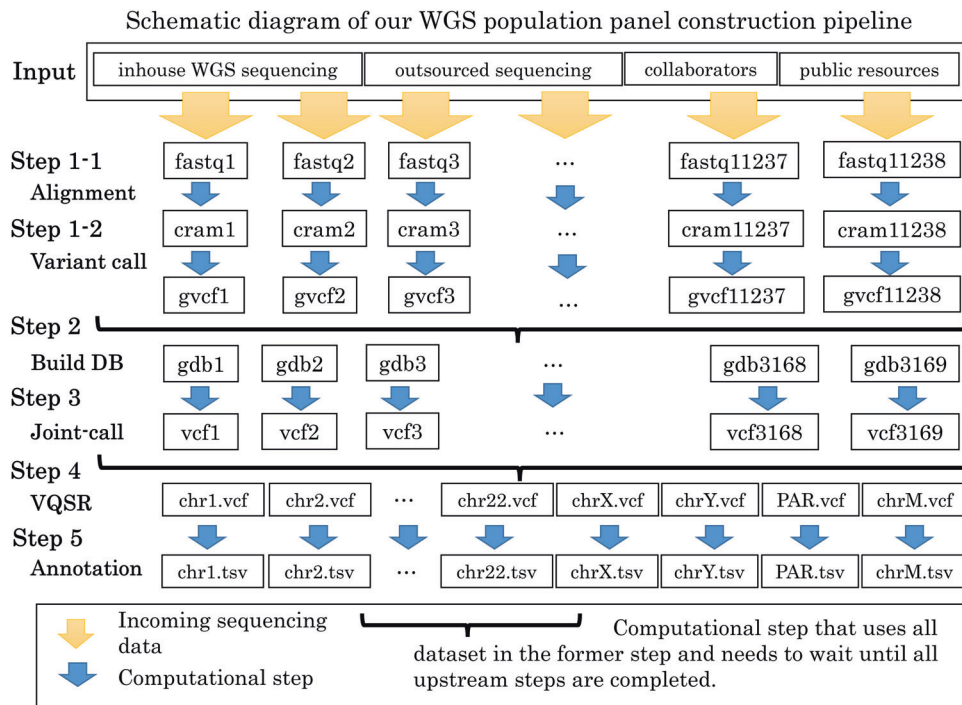 Schematic diagram of our WGS population panel construction pipeline
Input
inhouse WGS sequencing
outsourced sequencing
collaborators
public resources
Step 1-1
fastq1
fastq2
fastq3
...
fastq11237
fastq11238
Alignment
Step 1-2
cram1
cram2
cram3
...
cram11237
cram11238
Variant call
gvcf1
gvcf2
gvcf3
...
gvcf11237
gvcf11238
Step 2
Build DB
gdb1
gdb2
gdb3
...
gdb3168
gdb3169
Step 3
Joint-call
vcf1
vcf2
vcf3
...
vcf3168
vcf3169
Step 4
VQSR
chr1.vcf
chr2.vcf
...
chr22.vcf
chrX.vcf
chrY.vcf
PAR.vcf
chrM.vcf
Step 5
Annotation
chr1.tsv
chr2.tsv
...
chr22.tsv
chrX.tsv
chrY.tsv
PAR.tsv
chrM.tsv
Incoming sequencing
data
Computational step
Computational step that uses all
dataset in the former step and needs to wait until all
upstream steps are completed.